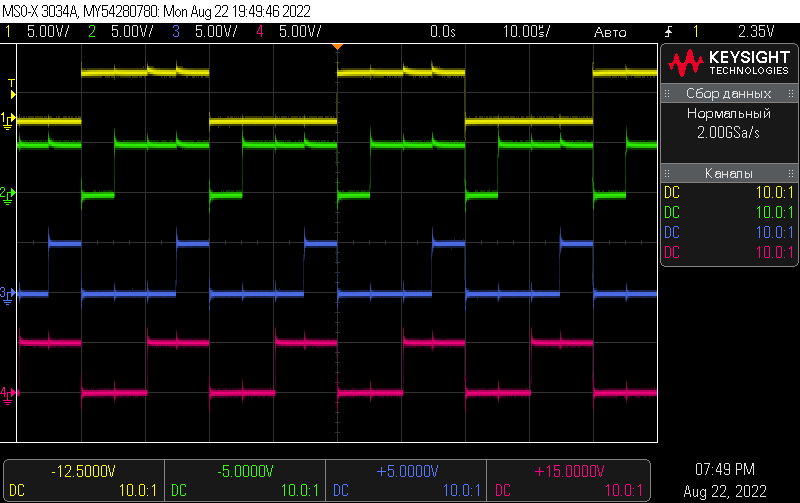 MSO-X 3034A, MY54280780: Mon Aug 22 19:49:46 2022
1 5.00V/ 2 5.00V/ 3 5.00V/ 4 5.00V/ 0.0s 10.00ʺ/ Авто 1 2.35V
KEYSIGHT
TECHNOLOGIES
Сбор данных
Нормальный
2.00GSa/s
Каналы
DC 10.0:1
DC 10.0:1
DC 10.0:1
DC 10.0:1
T
1
2
3
4
-12.5000V -5.0000V +5.0000V +15.0000V
DC 10.0:1 DC 10.0:1 DC 10.0:1 DC 10.0:1
07:49 PM
Aug 22, 2022